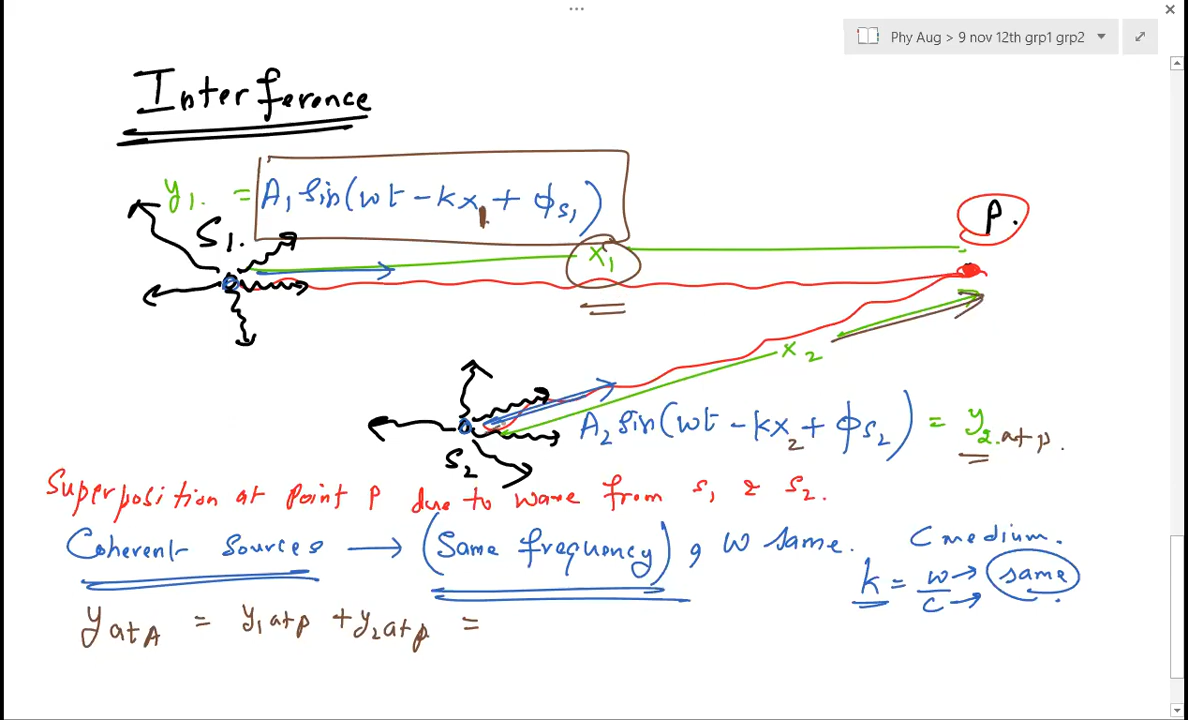 Phy Aug > 9 nov 12th grp1 grp2
Interference
y₁. = A₁ sin(ωt - kx₁ + ϕs₁)
S₁.
P.
x₁
x₂
A₂ sin(ωt - kx₂ + ϕs₂) = y₂.at p.
S₂
Superposition at point P due to wave from S₁ & S₂.
Coherent Sources → (Same frequency), ω same.
C medium.
k = ω/c → same
y at A = y₁ at p + y₂ at p =